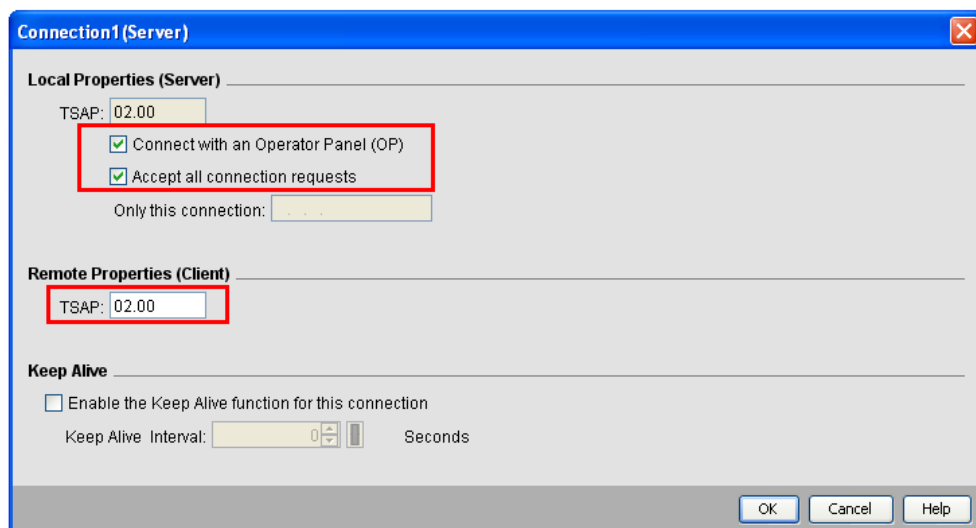 Connection1(Server)
Local Properties (Server)
TSAP: 02.00
Connect with an Operator Panel (OP)
Accept all connection requests
Only this connection: . . .
Remote Properties (Client)
TSAP: 02.00
Keep Alive
Enable the Keep Alive function for this connection
Keep Alive Interval: 0 Seconds
OK Cancel Help